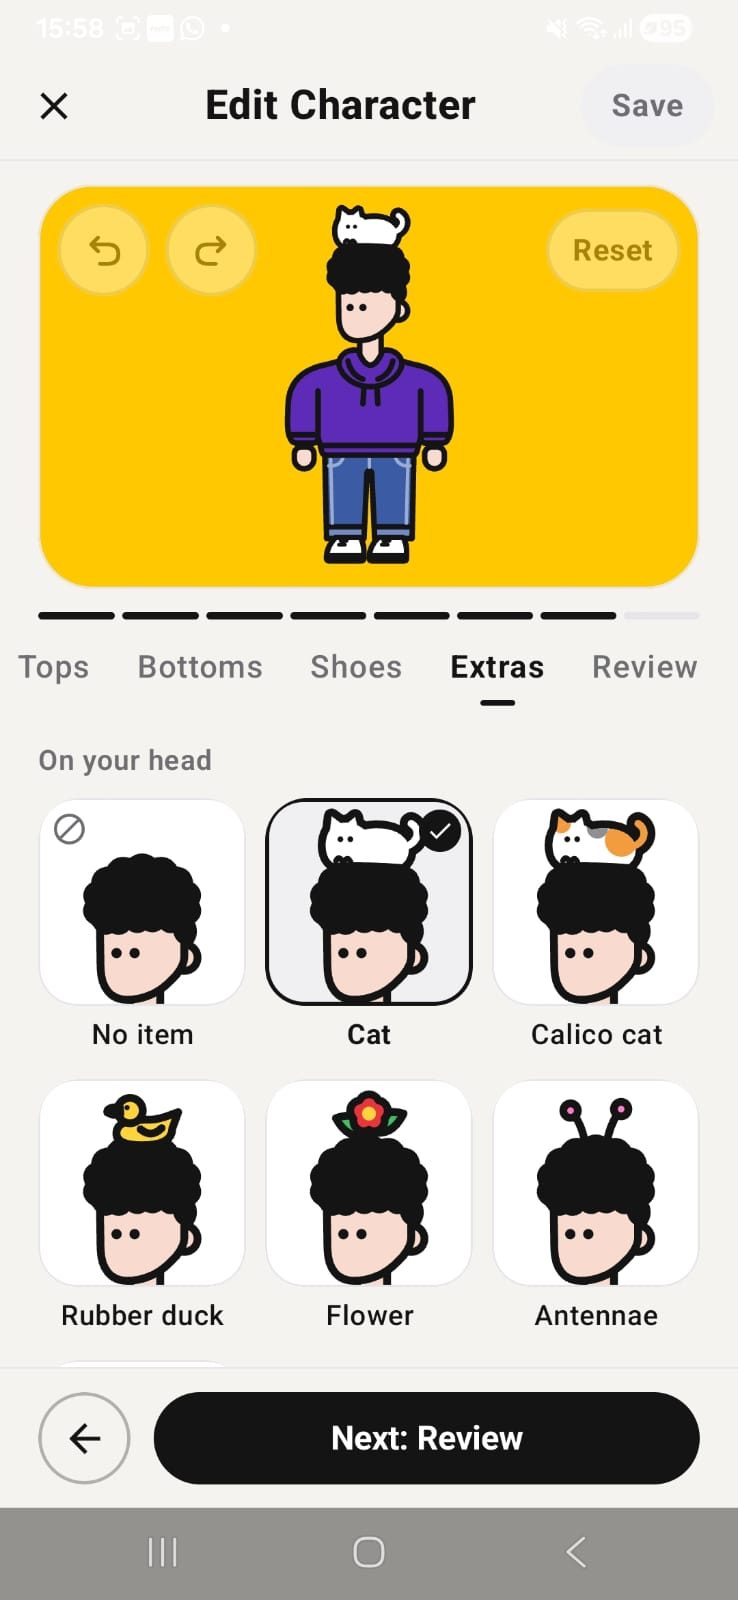 15:58
95
Edit Character
Save
Reset
Tops
Bottoms
Shoes
Extras
Review
On your head
No item
Cat
Calico cat
Rubber duck
Flower
Antennae
Next: Review